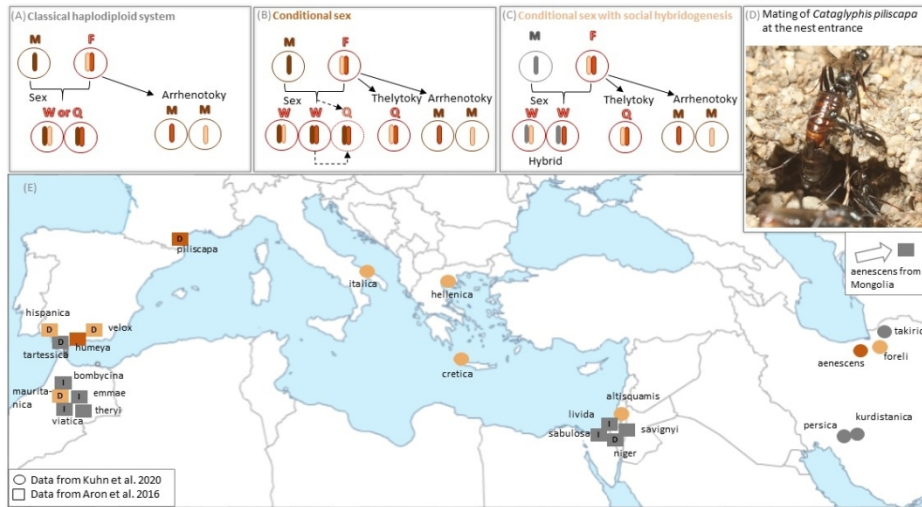 (A) Classical haplodiploid system
M F
Sex
Arrhenotoky
W or Q
M M
(B) Conditional sex
M F
Sex
Thelytoky
Arrhenotoky
W W Q Q M M
(C) Conditional sex with social hybridogenesis
M F
Sex
Thelytoky
Arrhenotoky
W W Q M M
Hybrid
(D) Mating of Cataglyphis piliscapa
at the nest entrance
(E)
D
piliscapa
italica
hellenica
aenescens from
Mongolia
hispanica
D D
velox
D
tartessica
humeya
cretica
takirica
foreli
aenescens
bombycina
I
maurita-
nica
D I
emmae
I
viatica
theryi
altisquamis
livida
I
sabulosa
I
savignyi
D
niger
persica
kurdistanica
Data from Kuhn et al. 2020
Data from Aron et al. 2016